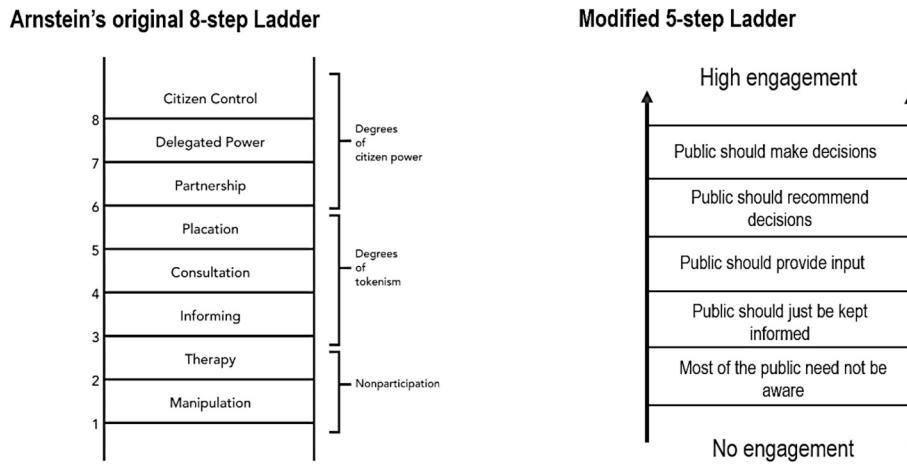 Arnstein's original 8-step Ladder
Citizen Control
8
Delegated Power
7
Partnership
6
Placation
5
Consultation
4
Informing
3
Therapy
2
Manipulation
1
Degrees
of
citizen power
Degrees
of
tokenism
Nonparticipation
Modified 5-step Ladder
High engagement
Public should make decisions
Public should recommend
decisions
Public should provide input
Public should just be kept
informed
Most of the public need not be
aware
No engagement